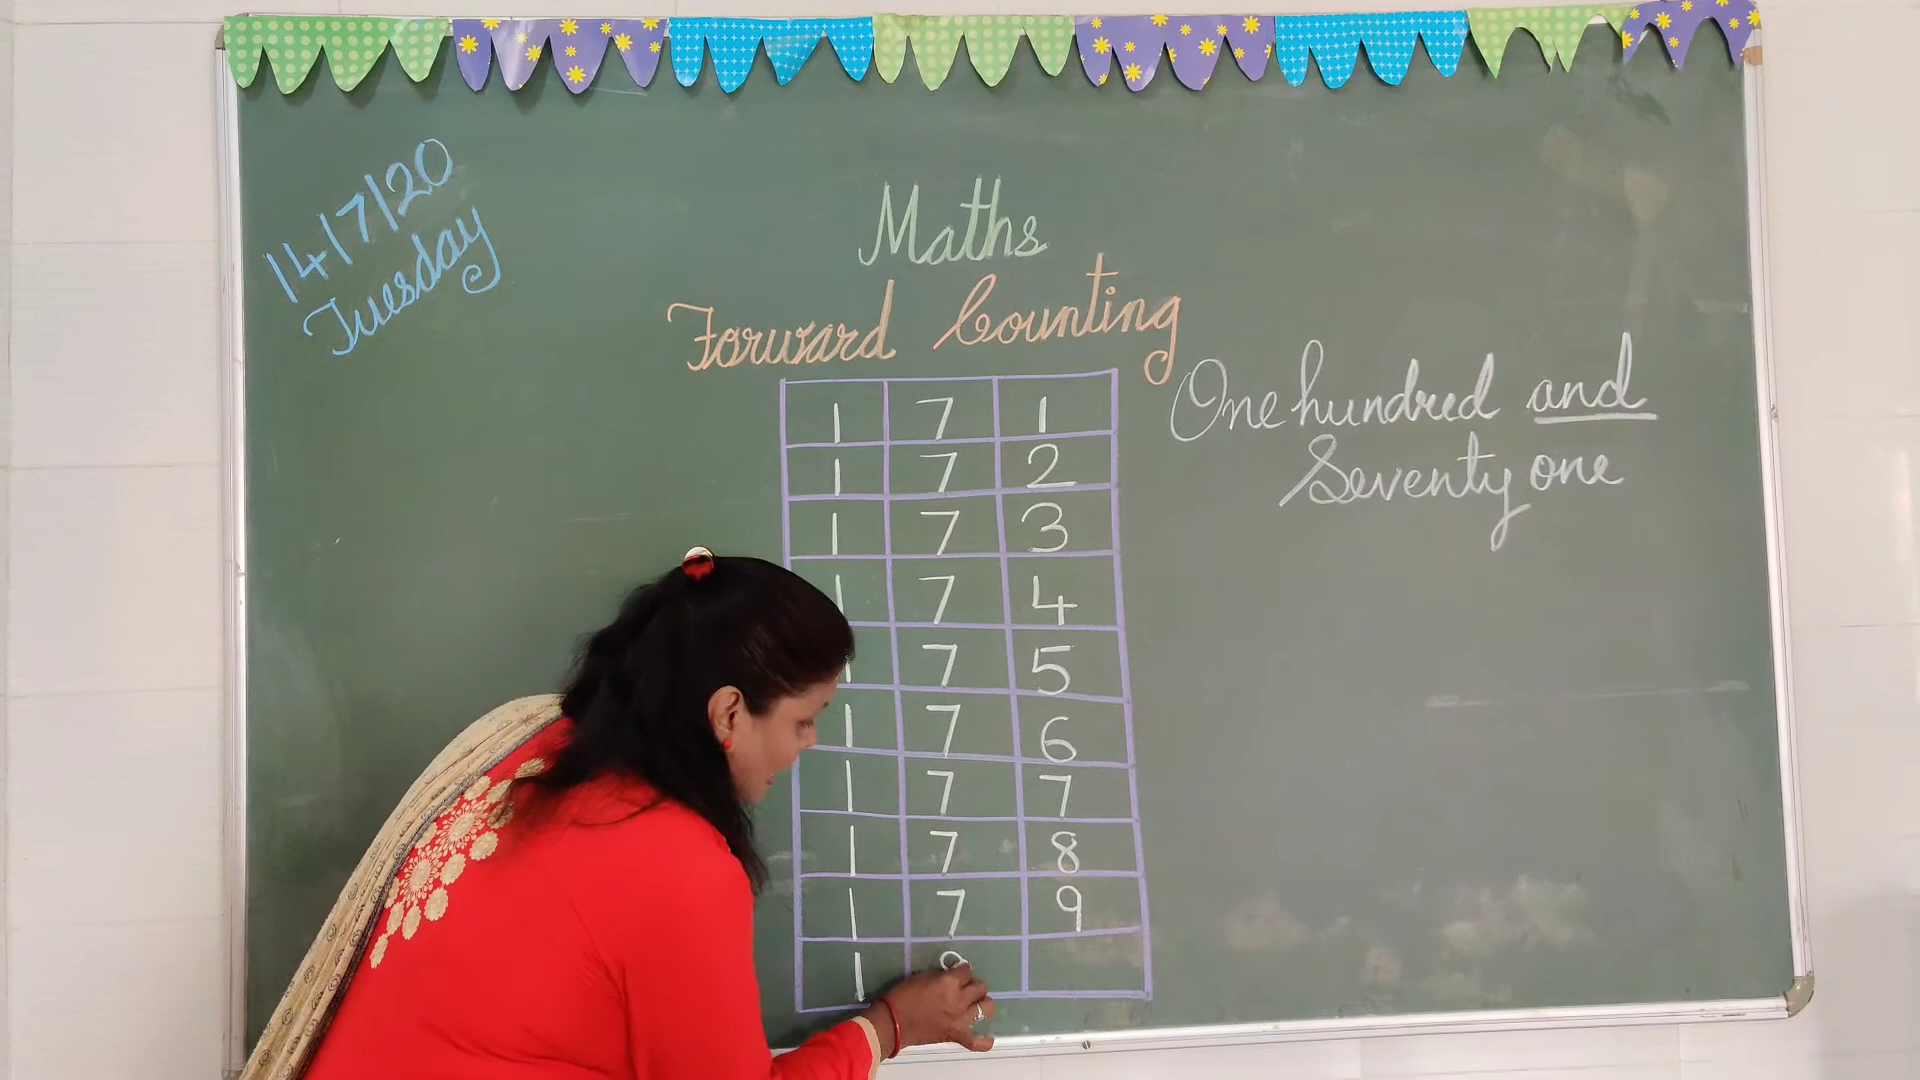 14/7/20
Tuesday
Maths
Forward Counting
One hundred and
Seventy one
1 7 1
1 7 2
1 7 3
1 7 4
1 7 5
1 7 6
1 7 7
1 7 8
1 7 9
1